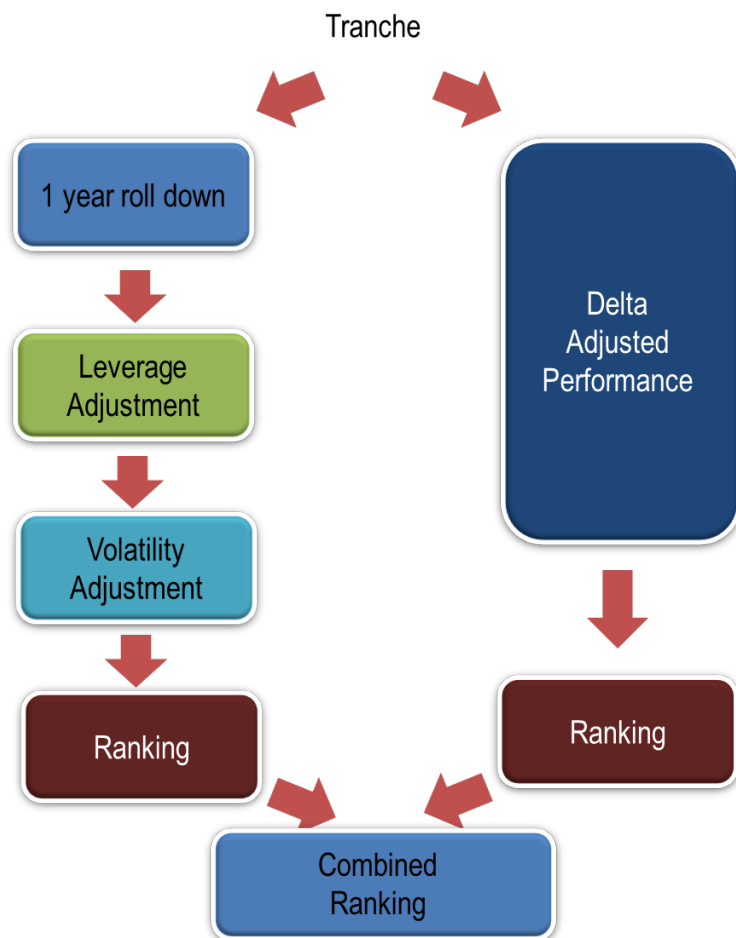 Tranche
1 year roll down
Leverage
Adjustment
Volatility
Adjustment
Ranking
Delta
Adjusted
Performance
Ranking
Combined
Ranking